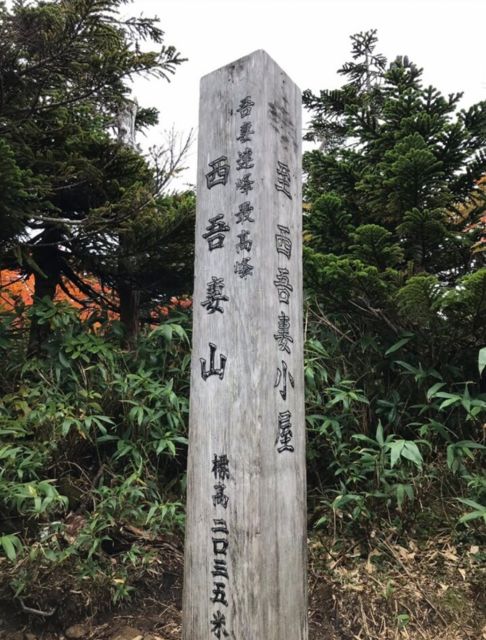 吾妻連峰最高峰
西吾妻山
標高二〇三五米
至西吾妻小屋